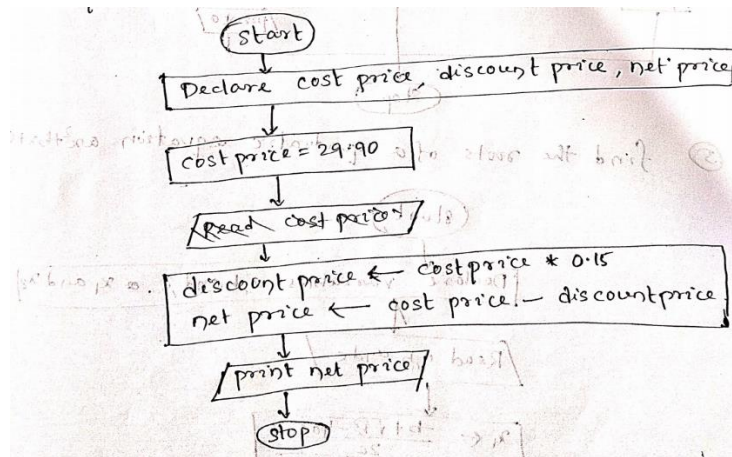 start
Declare cost price, discount price, net price
cost price = 29.90
Read cost price
discount price ← cost price * 0.15
net price ← cost price - discount price
print net price
stop